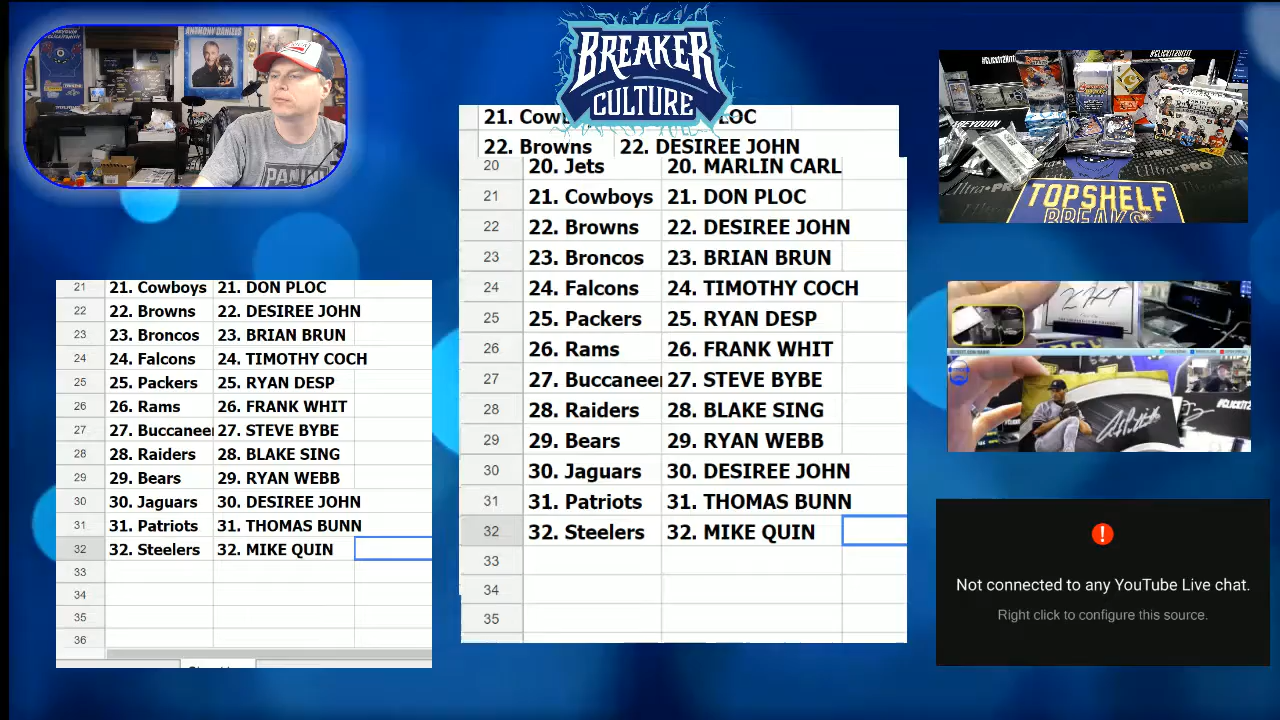 ANTHONY DANIELS
PANINI
BREAKER
CULTURE
21. Cowb LOC
22. Browns 22. DESIREE JOHN
20 20. Jets 20. MARLIN CARL
21 21. Cowboys 21. DON PLOC
22 22. Browns 22. DESIREE JOHN
23 23. Broncos 23. BRIAN BRUN
24 24. Falcons 24. TIMOTHY COCH
25 25. Packers 25. RYAN DESP
26 26. Rams 26. FRANK WHIT
27 27. Buccaneer 27. STEVE BYBE
28 28. Raiders 28. BLAKE SING
29 29. Bears 29. RYAN WEBB
30 30. Jaguars 30. DESIREE JOHN
31 31. Patriots 31. THOMAS BUNN
32 32. Steelers 32. MIKE QUIN
33
34
35
21 21. Cowboys 21. DON PLOC
22 22. Browns 22. DESIREE JOHN
23 23. Broncos 23. BRIAN BRUN
24 24. Falcons 24. TIMOTHY COCH
25 25. Packers 25. RYAN DESP
26 26. Rams 26. FRANK WHIT
27 27. Buccaneer 27. STEVE BYBE
28 28. Raiders 28. BLAKE SING
29 29. Bears 29. RYAN WEBB
30 30. Jaguars 30. DESIREE JOHN
31 31. Patriots 31. THOMAS BUNN
32 32. Steelers 32. MIKE QUIN
33
34
35
36
Ultra•PRO
TOPSHELF
BREAKS
#CLICKIT2RIPIT
Not connected to any YouTube Live chat.
Right click to configure this source.